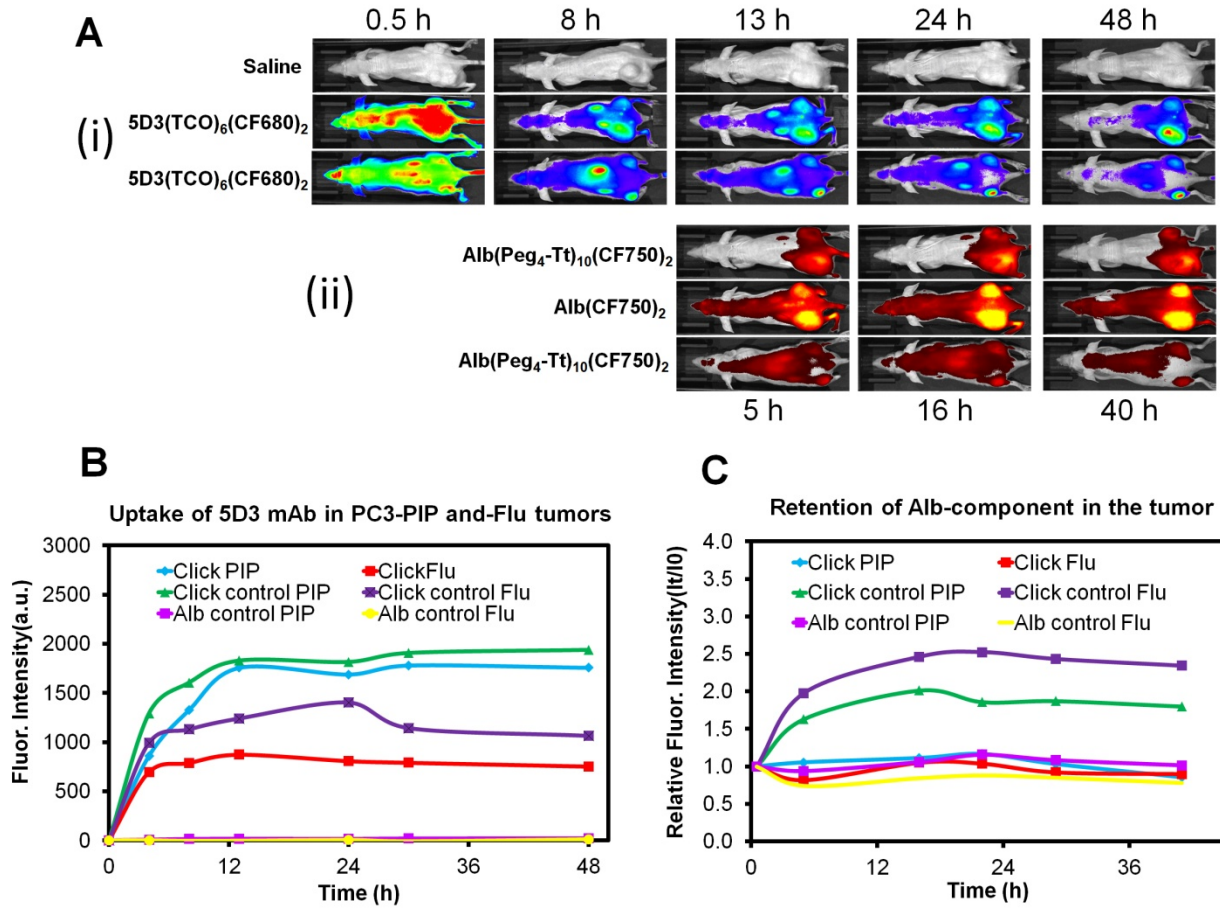 A
0.5 h 8 h 13 h 24 h 48 h
Saline
(i)
5D3(TCO)₆(CF680)₂
5D3(TCO)₆(CF680)₂
(ii)
Alb(Peg₄-Tt)₁₀(CF750)₂
Alb(CF750)₂
Alb(Peg₄-Tt)₁₀(CF750)₂
5 h 16 h 40 h
B
Uptake of 5D3 mAb in PC3-PIP and-Flu tumors
Fluor. Intensity(a.u.)
3000
2500
2000
1500
1000
500
0
Click PIP ClickFlu
Click control PIP Click control Flu
Alb control PIP Alb control Flu
0 12 24 36 48
Time (h)
C
Retention of Alb-component in the tumor
Relative Fluor. Intensity(It/I0)
4.0
3.5
3.0
2.5
2.0
1.5
1.0
0.5
0.0
Click PIP Click Flu
Click control PIP Click control Flu
Alb control PIP Alb control Flu
0 12 24 36
Time (h)